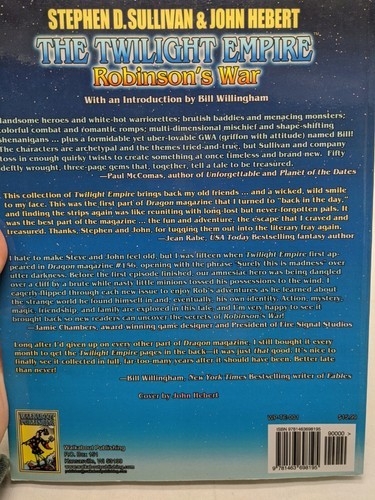 STEPHEN D. SULLIVAN & JOHN HEBERT
THE TWILIGHT EMPIRE
Robinson's War
With an Introduction by Bill Willingham
Handsome heroes and white-hot warriorettes; brutish baddies and menacing monsters;
colorful combat and romantic romps; multi-dimensional mischief and shape-shifting
shenanigans ... plus a formidable yet uber-lovable GWA (griffon with attitude) named Bill!
The characters are archetypal and the themes tried-and-true, but Sullivan and company
toss in enough quirky twists to create something at once timeless and brand new. Fifty
deftly wrought, three-page gems that, together, tell a tale to be treasured.
—Paul McComas, author of Unforgettable and Planet of the Dates
This collection of Twilight Empire brings back my old friends ... and a wicked, wild smile
to my face. This was the first part of Dragon magazine that I turned to "back in the day,"
and finding the strips again was like reuniting with long-lost but never-forgotten pals. It
was the best part of the magazine ... the fun and adventure, the escape that I craved and
treasured. Thanks, Stephen and John, for tugging them out into the literary fray again.
—Jean Rabe, USA Today Bestselling fantasy author
I hate to make Steve and John feel old, but I was fifteen when Twilight Empire first ap-
peared in Dragon magazine #156, opening with the phrase "Surely this is madness, over
utter darkness. Before the first episode finished, our amnesiac hero was being dangled
over a cliff by a brute while nasty little minions tossed his possessions to the wind. I
eagerly flipped through each new issue to enjoy Rob's adventures as he learned about
the strange world he found himself in and, eventually, his own identity. Action, mystery,
magic, friendship, and family are explored in this tale, and I'm very happy to see it
brought back so new readers can uncover the secrets of Robinson's War!
—Jamie Chambers, award winning game designer and President of Fire Signal Studios
Long after I'd given up on every other part of Dragon magazine, I still bought it every
month to get the Twilight Empire pages in the back—it was just that good. It's nice to
finally see it collected in full, far too many years after it should have been. Better late
than never!
—Bill Willingham, New York Times Bestselling writer of Fables
Cover by John Hebert
Walkabout Publishing
P.O. Box 151
Kansasville, WI 53139
www.walkaboutpublishing.com
ISBN 9781463698195
90000
9 781463 698195